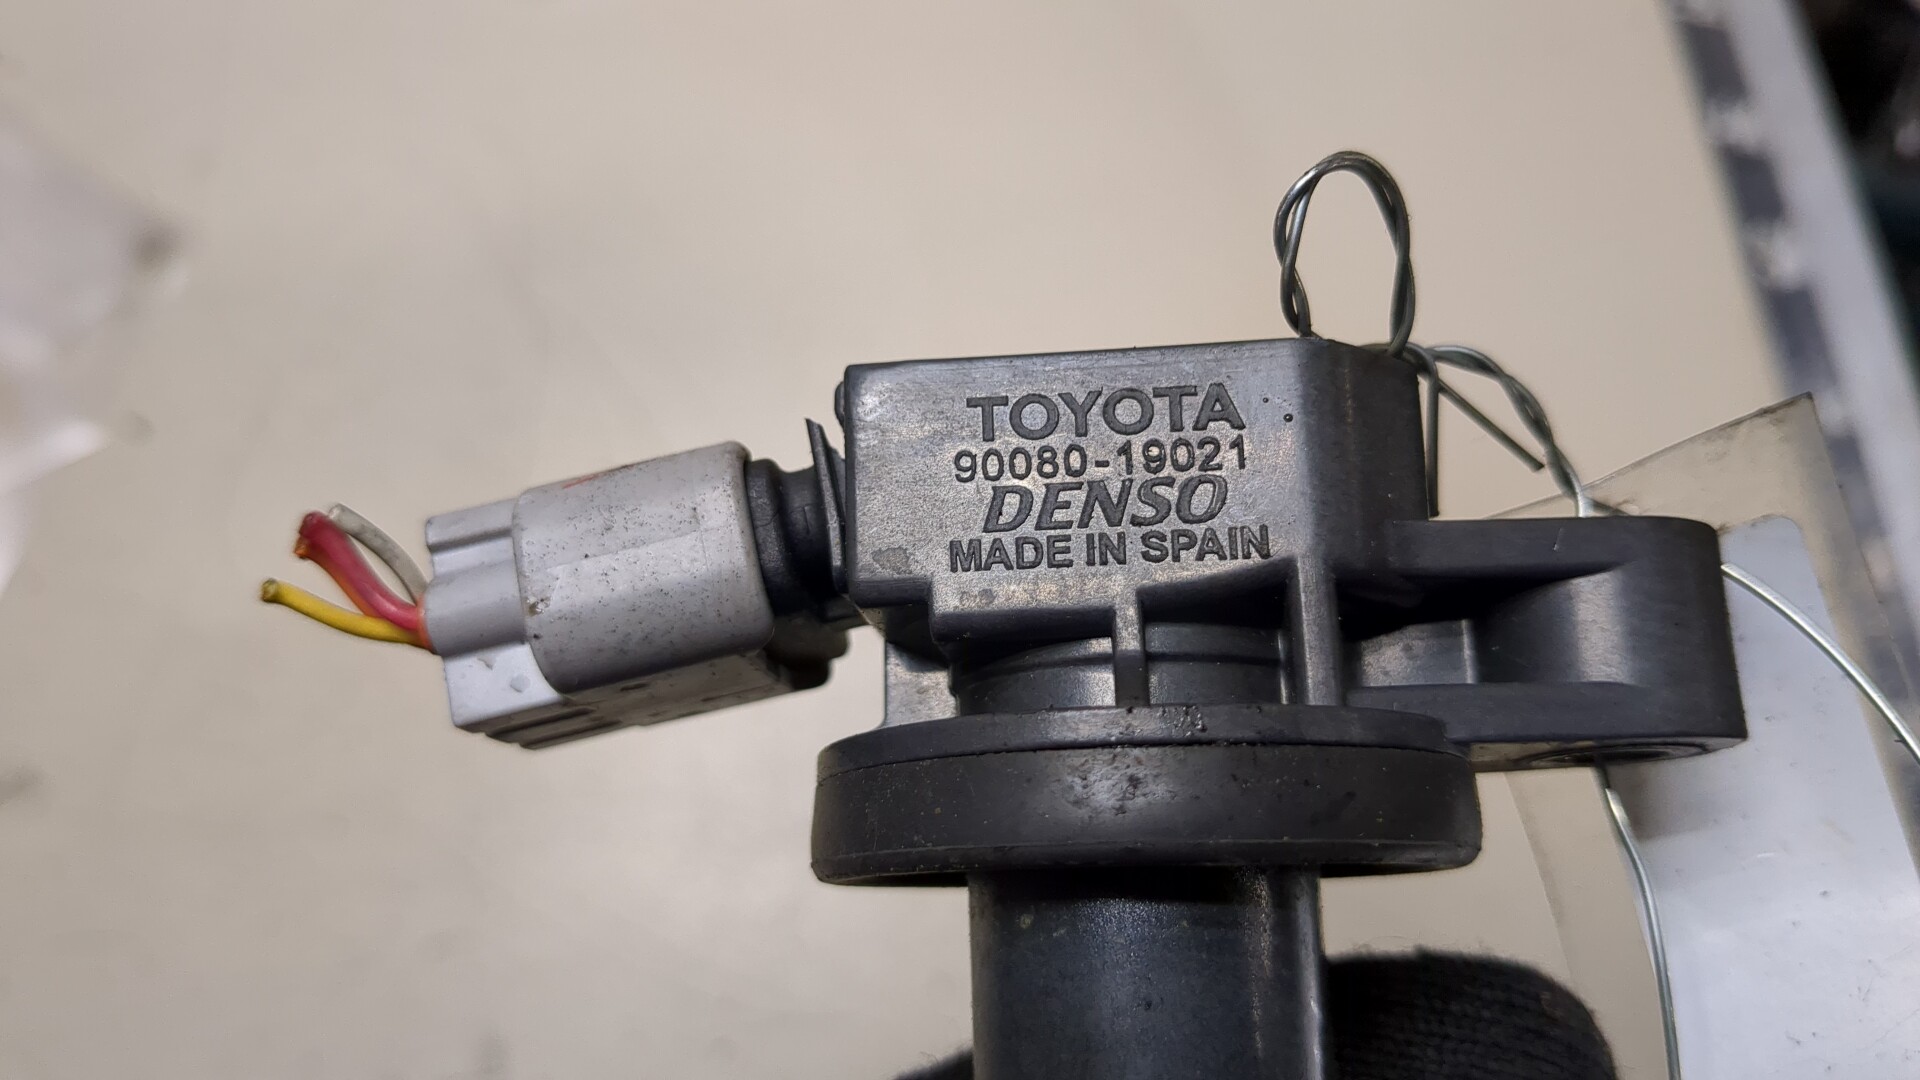 TOYOTA
90080-19021
DENSO
MADE IN SPAIN